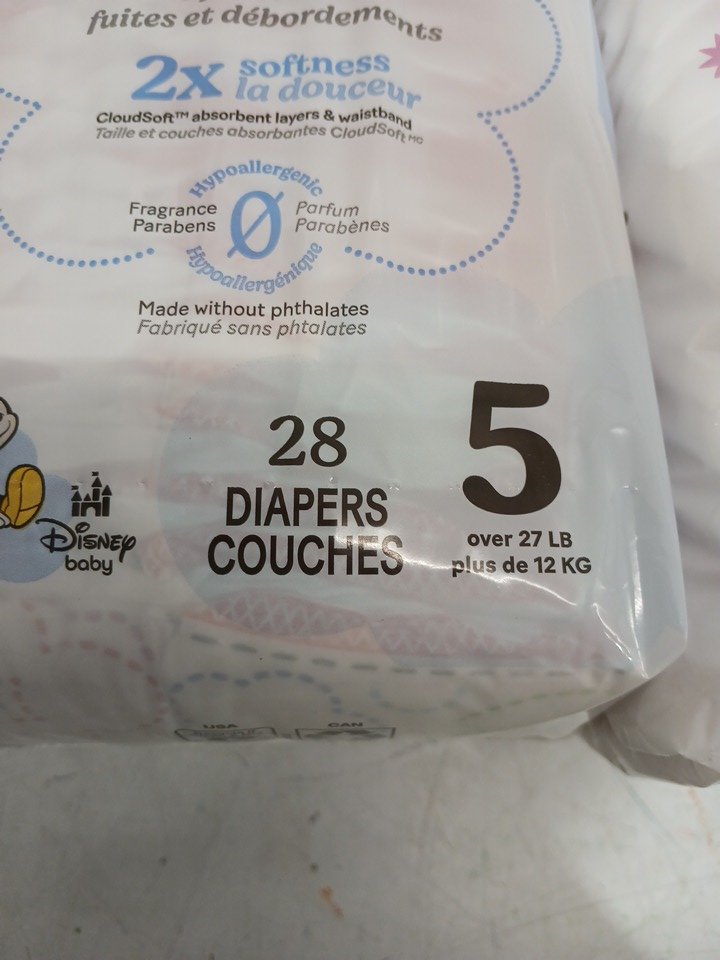 fuites et débordements
2x softness
la douceur
CloudSoft™ absorbent layers & waistband
Taille et couches absorbantes CloudSoft MC
Hypoallergenic
Fragrance
Parabens
0
Parfum
Parabènes
Hypoallergénique
Made without phthalates
Fabriqué sans phtalates
28
DIAPERS
COUCHES
5
over 27 LB
plus de 12 KG
Disney
baby
USA
CAN